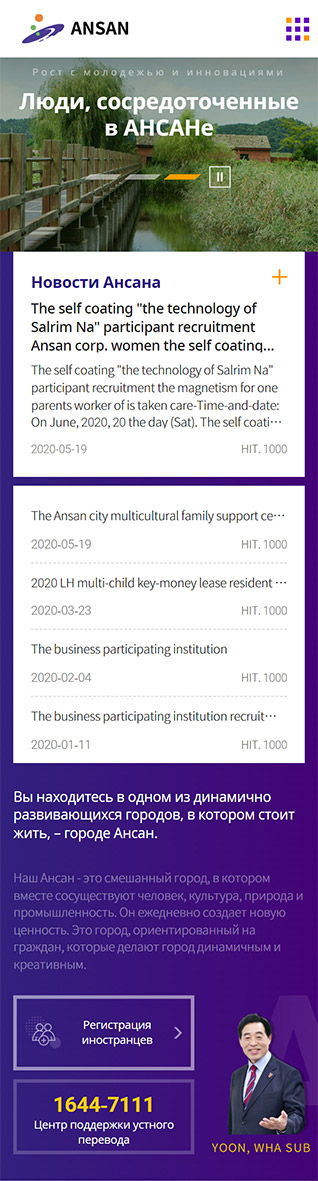 ANSAN
Рост с молодежью и инновациями
Люди, сосредоточенные
в АНСАНе
Новости Ансана
The self coating "the technology of
Salrim Na" participant recruitment
Ansan corp. women the self coating...
The self coating "the technology of Salrim Na"
participant recruitment the magnetism for one
parents worker of is taken care-Time-and-date:
On June, 2020, 20 the day (Sat). The self coati…
2020-05-19 HIT. 1000
The Ansan city multicultural family support ce…
2020-05-19 HIT. 1000
2020 LH multi-child key-money lease resident …
2020-03-23 HIT. 1000
The business participating institution
2020-02-04 HIT. 1000
The business participating institution recruit…
2020-01-11 HIT. 1000
Вы находитесь в одном из динамично
развивающихся городов, в котором стоит
жить, – городе Ансан.
Наш Ансан - это смешанный город, в котором
вместе сосуществуют человек, культура, природа и
промышленность. Он ежедневно создает новую
ценность. Это город, ориентированный на
граждан, которые делают город динамичным и
креативным.
Регистрация
иностранцев
1644-7111
Центр поддержки устного
перевода
YOON, WHA SUB